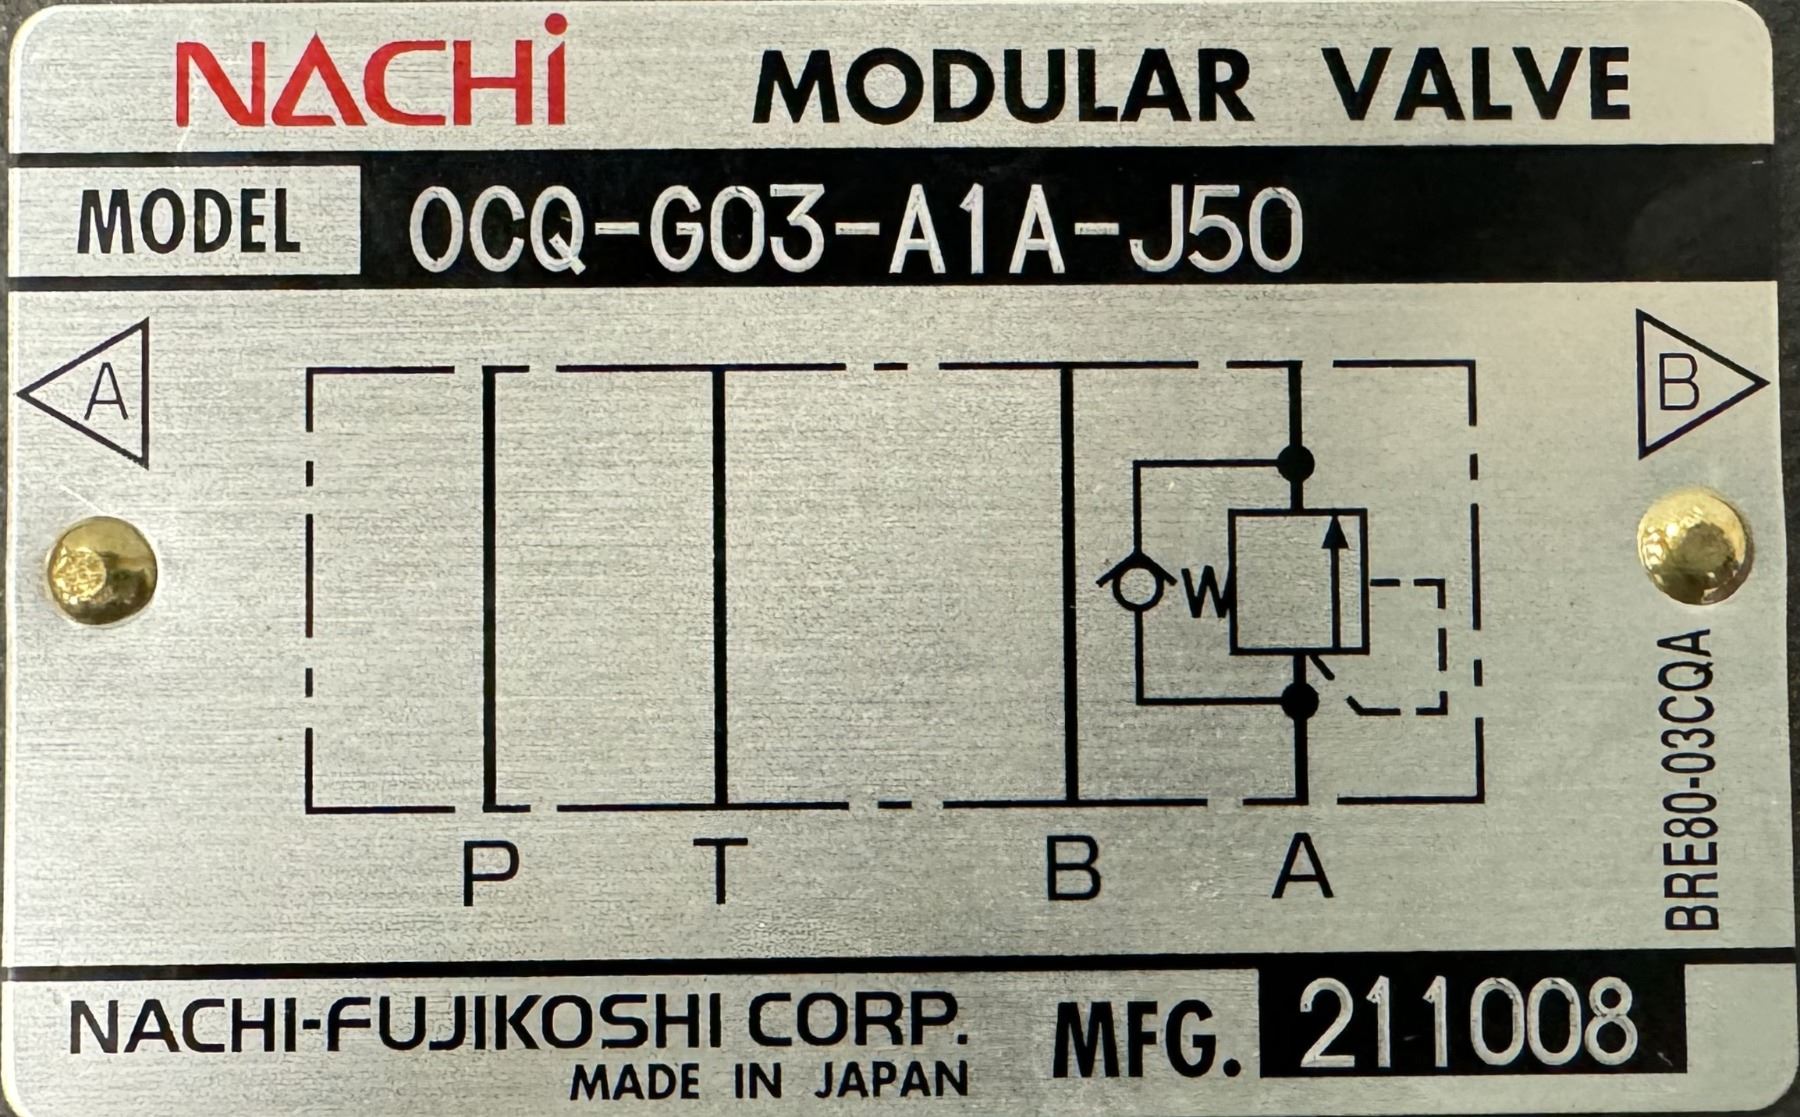 NACHi MODULAR VALVE
MODEL OCQ-G03-A1A-J50
A B
W
P T B A
BRE80-03CQA
NACHI-FUJIKOSHI CORP.
MADE IN JAPAN
MFG. 211008